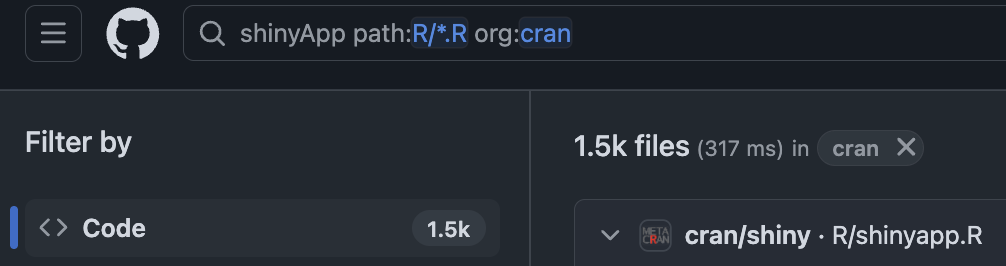 shinyApp path:R/*.R org:cran
Filter by
1.5k files (317 ms) in cran
Code 1.5k
META CRAN cran/shiny · R/shinyapp.R